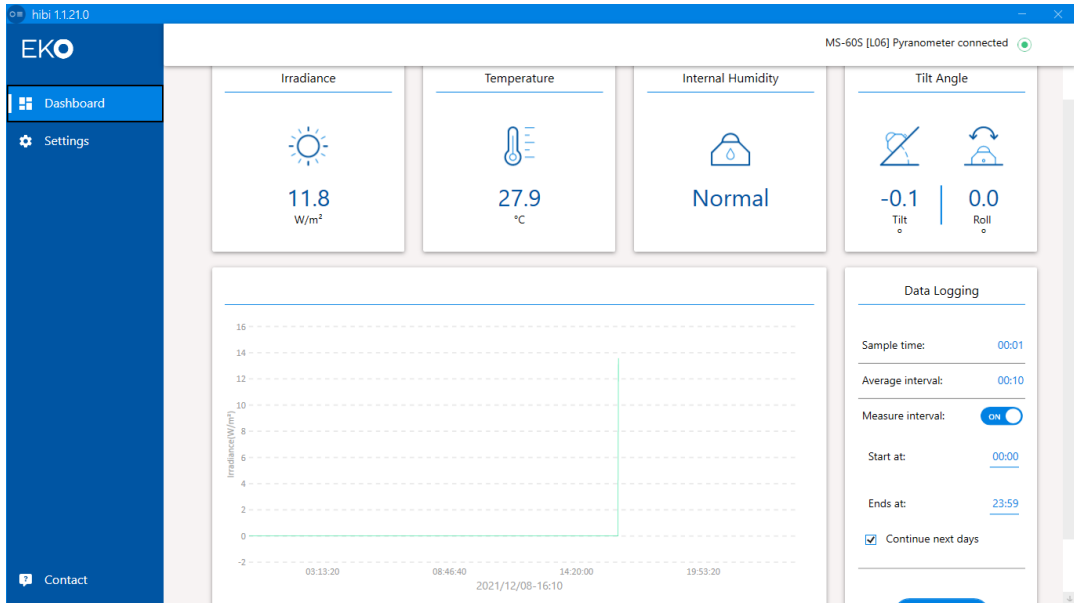 hibi 1.1.21.0
EKO
MS-60S [L06] Pyranometer connected
Dashboard
Settings
Contact
Irradiance
11.8
W/m²
Temperature
27.9
°C
Internal Humidity
Normal
Tilt Angle
-0.1
Tilt
°
0.0
Roll
°
Irradiance(W/m²)
16
14
12
10
8
6
4
2
0
-2
03:13:20 08:46:40 14:20:00 19:53:20
2021/12/08-16:10
Data Logging
Sample time: 00:01
Average interval: 00:10
Measure interval: ON
Start at: 00:00
Ends at: 23:59
Continue next days